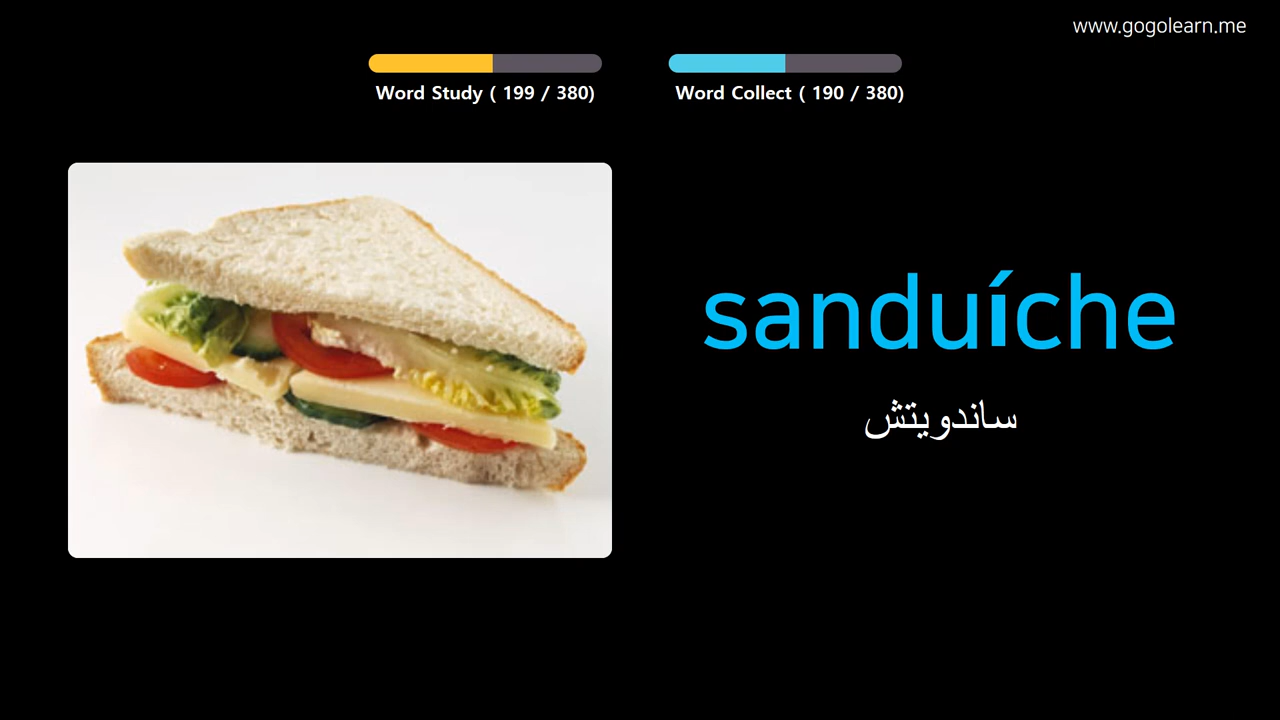 www.gogolearn.me
Word Study ( 199 / 380)
Word Collect ( 190 / 380)
sanduíche
ساندويتش